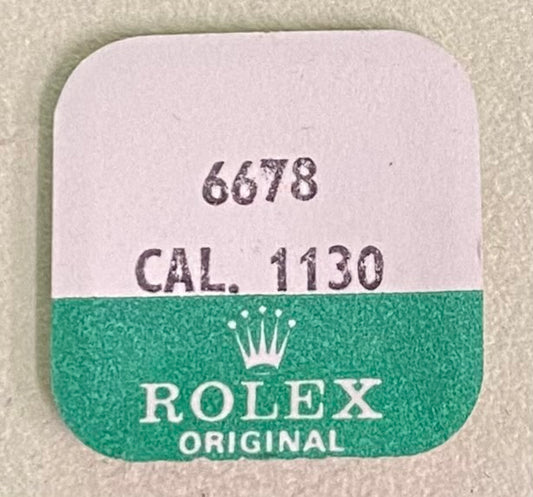 6678
CAL. 1130
ROLEX
ORIGINAL